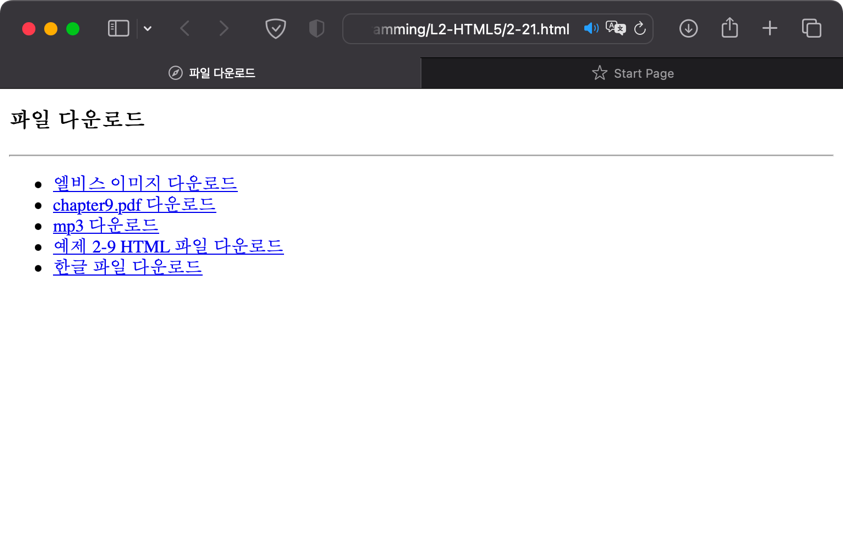 amming/L2-HTML5/2-21.html
파일 다운로드
Start Page
파일 다운로드
엘비스 이미지 다운로드
chapter9.pdf 다운로드
mp3 다운로드
예제 2-9 HTML 파일 다운로드
한글 파일 다운로드